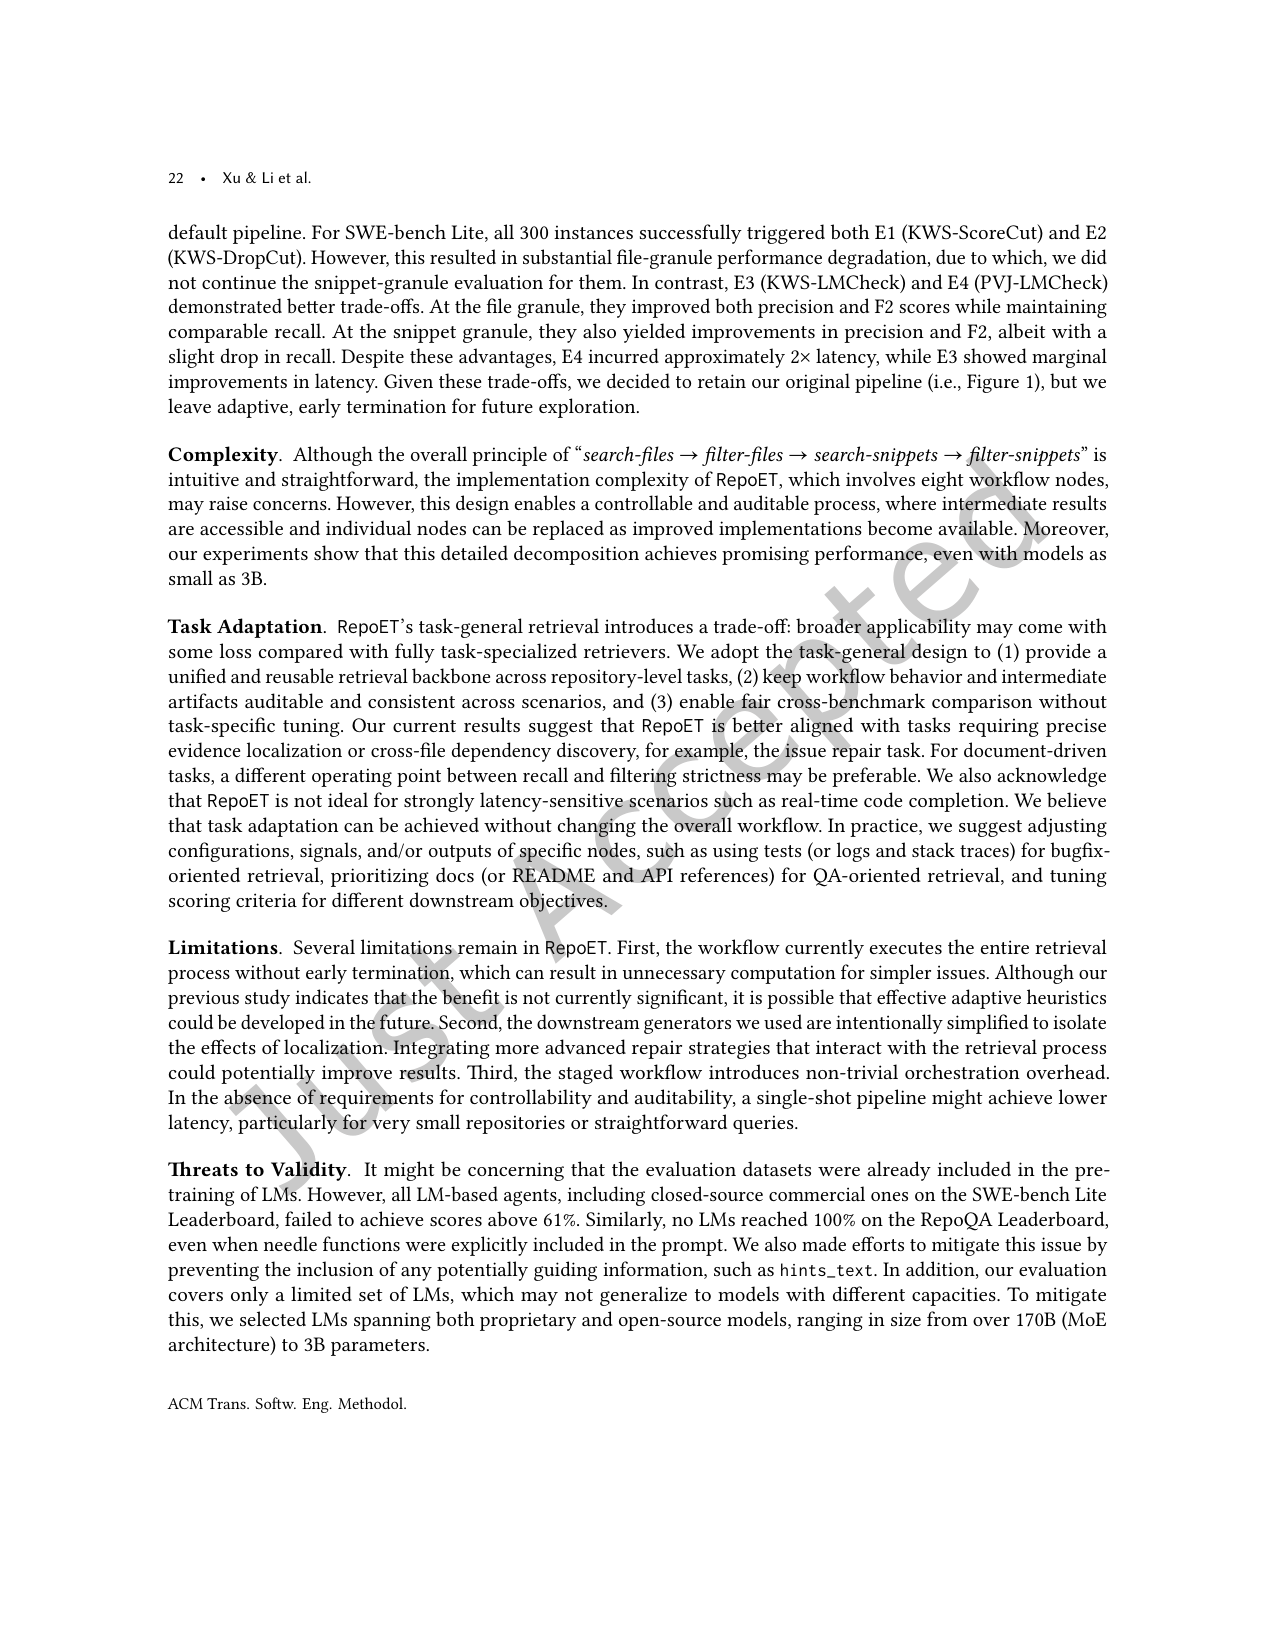 22 • Xu & Li et al.
default pipeline. For SWE-bench Lite, all 300 instances successfully triggered both E1 (KWS-ScoreCut) and E2
(KWS-DropCut). However, this resulted in substantial file-granule performance degradation, due to which, we did
not continue the snippet-granule evaluation for them. In contrast, E3 (KWS-LMCheck) and E4 (PVJ-LMCheck)
demonstrated better trade-offs. At the file granule, they improved both precision and F2 scores while maintaining
comparable recall. At the snippet granule, they also yielded improvements in precision and F2, albeit with a
slight drop in recall. Despite these advantages, E4 incurred approximately 2× latency, while E3 showed marginal
improvements in latency. Given these trade-offs, we decided to retain our original pipeline (i.e., Figure 1), but we
leave adaptive, early termination for future exploration.
Complexity. Although the overall principle of “search-files → filter-files → search-snippets → filter-snippets” is
intuitive and straightforward, the implementation complexity of RepoET, which involves eight workflow nodes,
may raise concerns. However, this design enables a controllable and auditable process, where intermediate results
are accessible and individual nodes can be replaced as improved implementations become available. Moreover,
our experiments show that this detailed decomposition achieves promising performance, even with models as
small as 3B.
Task Adaptation. RepoET’s task-general retrieval introduces a trade-off: broader applicability may come with
some loss compared with fully task-specialized retrievers. We adopt the task-general design to (1) provide a
unified and reusable retrieval backbone across repository-level tasks, (2) keep workflow behavior and intermediate
artifacts auditable and consistent across scenarios, and (3) enable fair cross-benchmark comparison without
task-specific tuning. Our current results suggest that RepoET is better aligned with tasks requiring precise
evidence localization or cross-file dependency discovery, for example, the issue repair task. For document-driven
tasks, a different operating point between recall and filtering strictness may be preferable. We also acknowledge
that RepoET is not ideal for strongly latency-sensitive scenarios such as real-time code completion. We believe
that task adaptation can be achieved without changing the overall workflow. In practice, we suggest adjusting
configurations, signals, and/or outputs of specific nodes, such as using tests (or logs and stack traces) for bugfix-
oriented retrieval, prioritizing docs (or README and API references) for QA-oriented retrieval, and tuning
scoring criteria for different downstream objectives.
Limitations. Several limitations remain in RepoET. First, the workflow currently executes the entire retrieval
process without early termination, which can result in unnecessary computation for simpler issues. Although our
previous study indicates that the benefit is not currently significant, it is possible that effective adaptive heuristics
could be developed in the future. Second, the downstream generators we used are intentionally simplified to isolate
the effects of localization. Integrating more advanced repair strategies that interact with the retrieval process
could potentially improve results. Third, the staged workflow introduces non-trivial orchestration overhead.
In the absence of requirements for controllability and auditability, a single-shot pipeline might achieve lower
latency, particularly for very small repositories or straightforward queries.
Threats to Validity. It might be concerning that the evaluation datasets were already included in the pre-
training of LMs. However, all LM-based agents, including closed-source commercial ones on the SWE-bench Lite
Leaderboard, failed to achieve scores above 61%. Similarly, no LMs reached 100% on the RepoQA Leaderboard,
even when needle functions were explicitly included in the prompt. We also made efforts to mitigate this issue by
preventing the inclusion of any potentially guiding information, such as hints_text. In addition, our evaluation
covers only a limited set of LMs, which may not generalize to models with different capacities. To mitigate
this, we selected LMs spanning both proprietary and open-source models, ranging in size from over 170B (MoE
architecture) to 3B parameters.
ACM Trans. Softw. Eng. Methodol.
Just Accepted